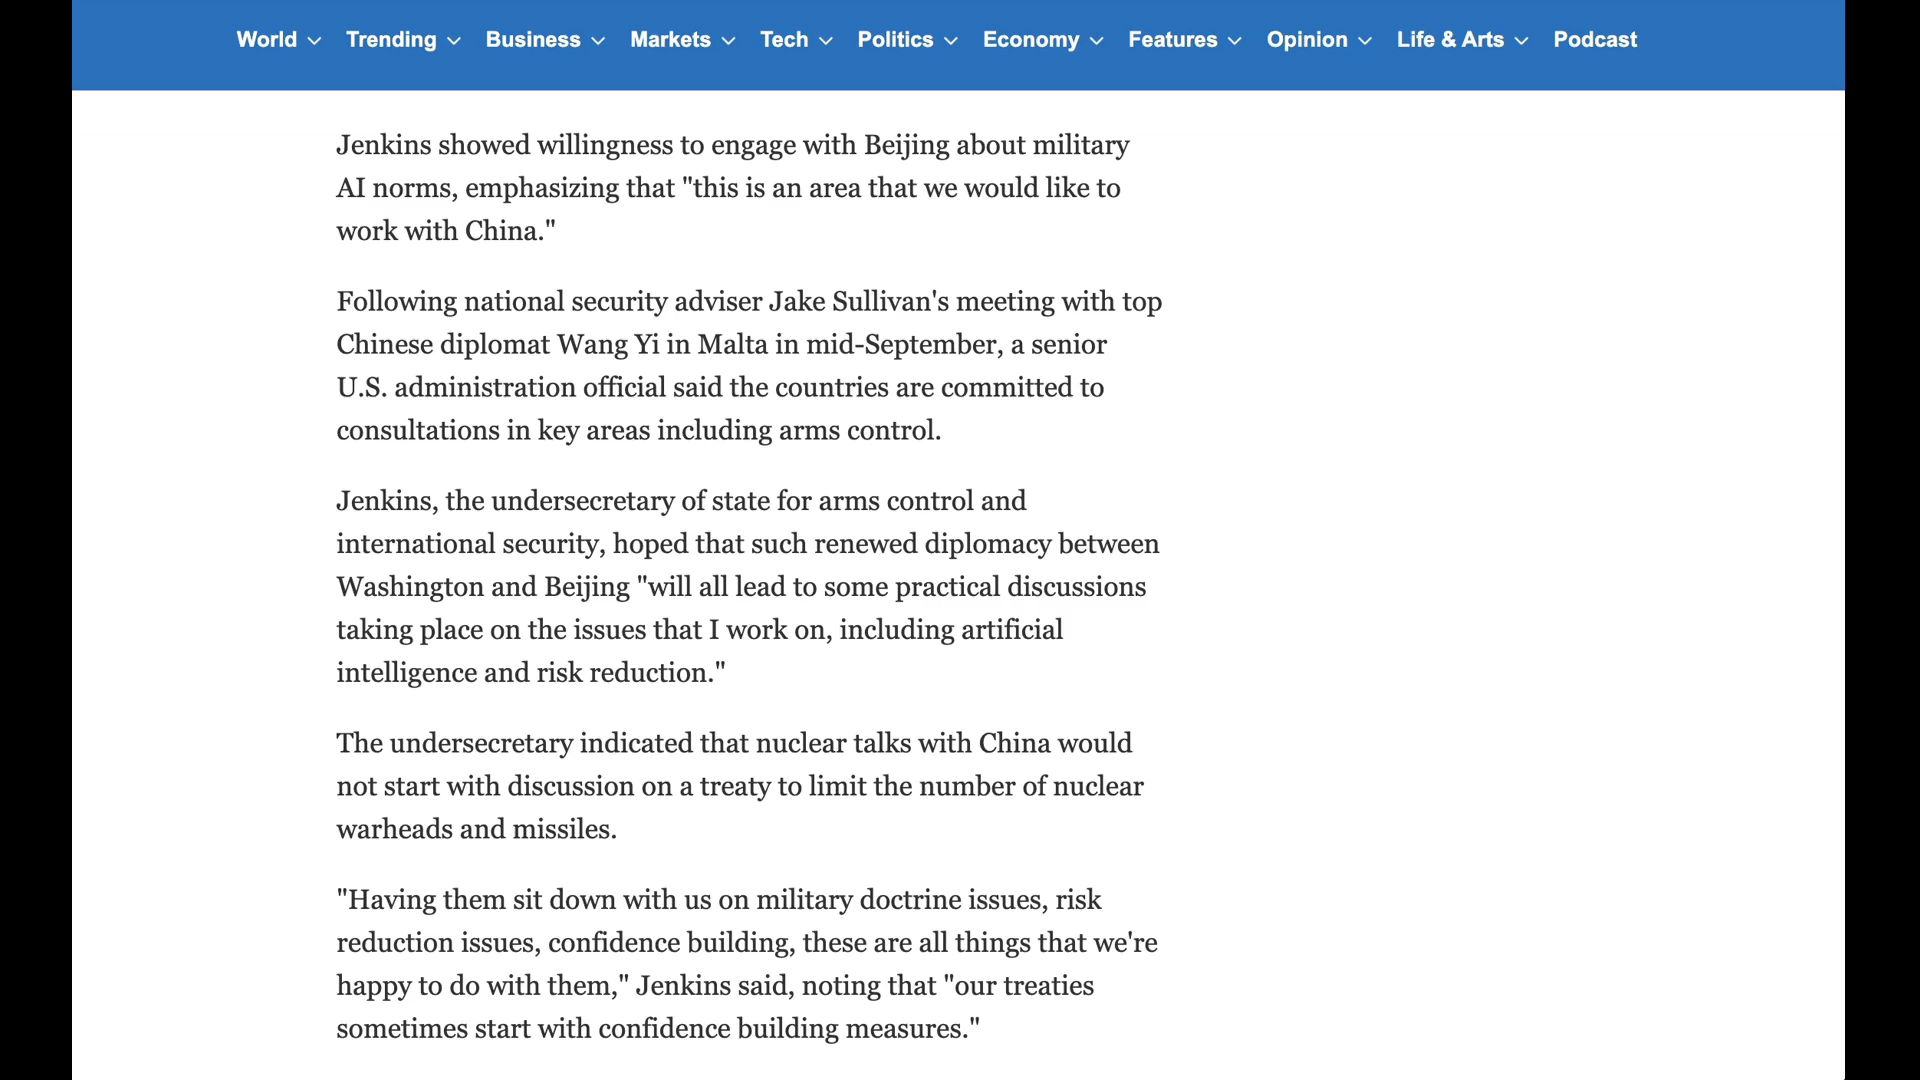 World Trending Business Markets Tech Politics Economy Features Opinion Life & Arts Podcast
Jenkins showed willingness to engage with Beijing about military
AI norms, emphasizing that "this is an area that we would like to
work with China."
Following national security adviser Jake Sullivan's meeting with top
Chinese diplomat Wang Yi in Malta in mid-September, a senior
U.S. administration official said the countries are committed to
consultations in key areas including arms control.
Jenkins, the undersecretary of state for arms control and
international security, hoped that such renewed diplomacy between
Washington and Beijing "will all lead to some practical discussions
taking place on the issues that I work on, including artificial
intelligence and risk reduction."
The undersecretary indicated that nuclear talks with China would
not start with discussion on a treaty to limit the number of nuclear
warheads and missiles.
"Having them sit down with us on military doctrine issues, risk
reduction issues, confidence building, these are all things that we're
happy to do with them," Jenkins said, noting that "our treaties
sometimes start with confidence building measures."